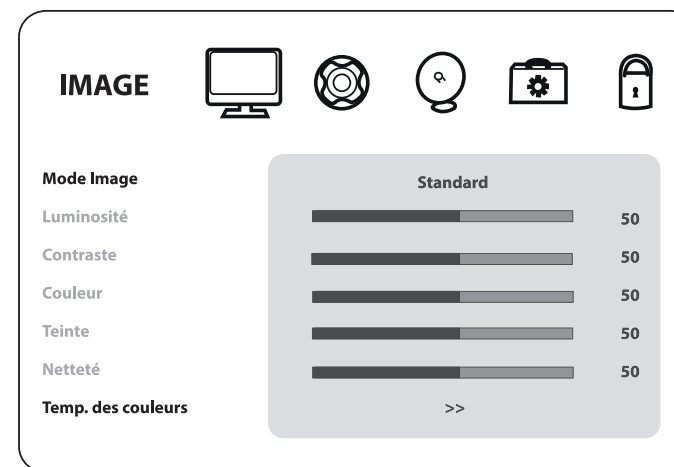 IMAGE
Mode Image Standard
Luminosité 50
Contraste 50
Couleur 50
Teinte 50
Netteté 50
Temp. des couleurs >>